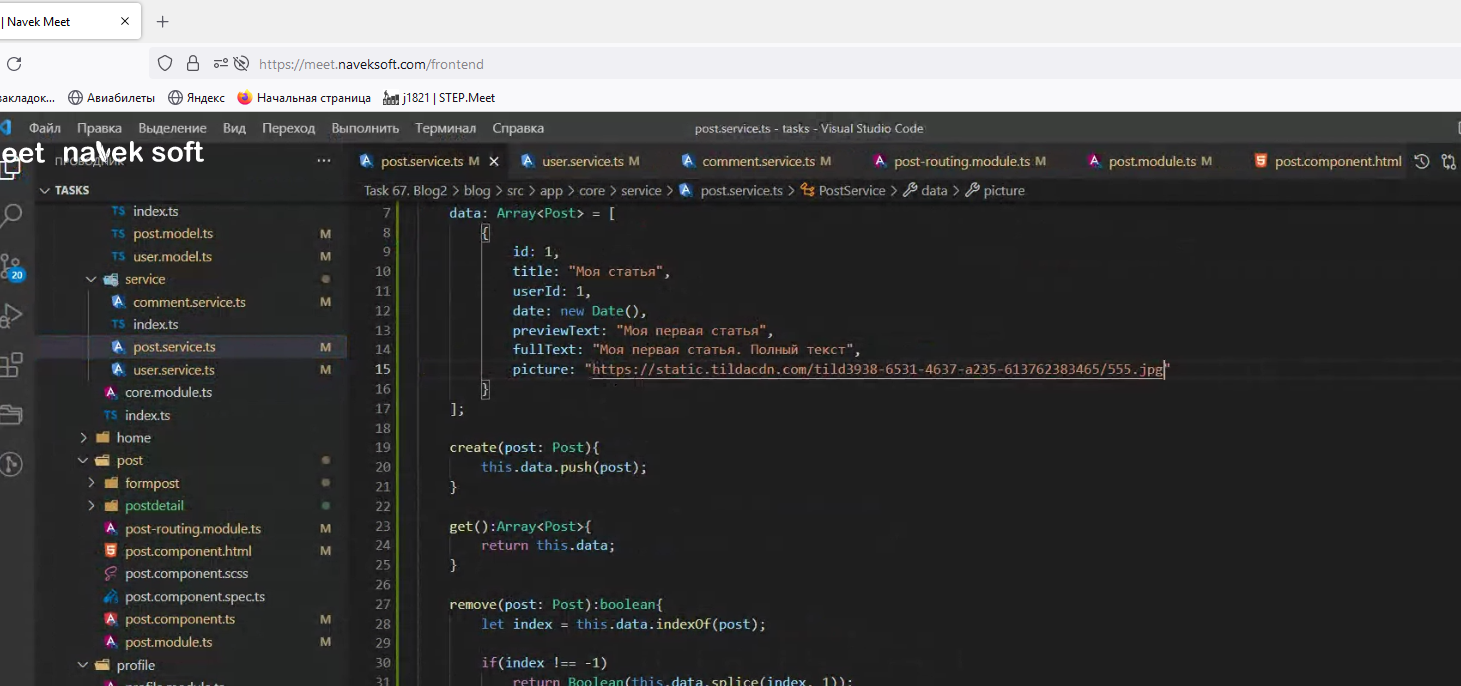 | Navek Meet
https://meet.naveksoft.com/frontend
закладок...
Авиабилеты
Яндекс
Начальная страница
j1821 | STEP.Meet
Файл Правка Выделение Вид Переход Выполнить Терминал Справка
post.service.ts - tasks - Visual Studio Code
eet navek soft
post.service.ts M
user.service.ts M
comment.service.ts M
post-routing.module.ts M
post.module.ts M
post.component.html
TASKS
Task 67. Blog2 > blog > src > app > core > service > post.service.ts > PostService > data > picture
index.ts
post.model.ts M
user.model.ts M
service
comment.service.ts M
index.ts
post.service.ts M
user.service.ts M
core.module.ts
index.ts
home
post
formpost
postdetail
post-routing.module.ts M
post.component.html M
post.component.scss
post.component.spec.ts
post.component.ts M
post.module.ts M
profile
profile.module.ts
20
7 data: Array<Post> = [
8 {
9 id: 1,
10 title: "Моя статья",
11 userId: 1,
12 date: new Date(),
13 previewText: "Моя первая статья",
14 fullText: "Моя первая статья. Полный текст",
15 picture: "https://static.tildacdn.com/tild3938-6531-4637-a235-613762383465/555.jpg"
16 }
17 ];
18
19 create(post: Post){
20 this.data.push(post);
21 }
22
23 get():Array<Post>{
24 return this.data;
25 }
26
27 remove(post: Post):boolean{
28 let index = this.data.indexOf(post);
29
30 if(index !== -1)
31 return Boolean(this.data.splice(index, 1));